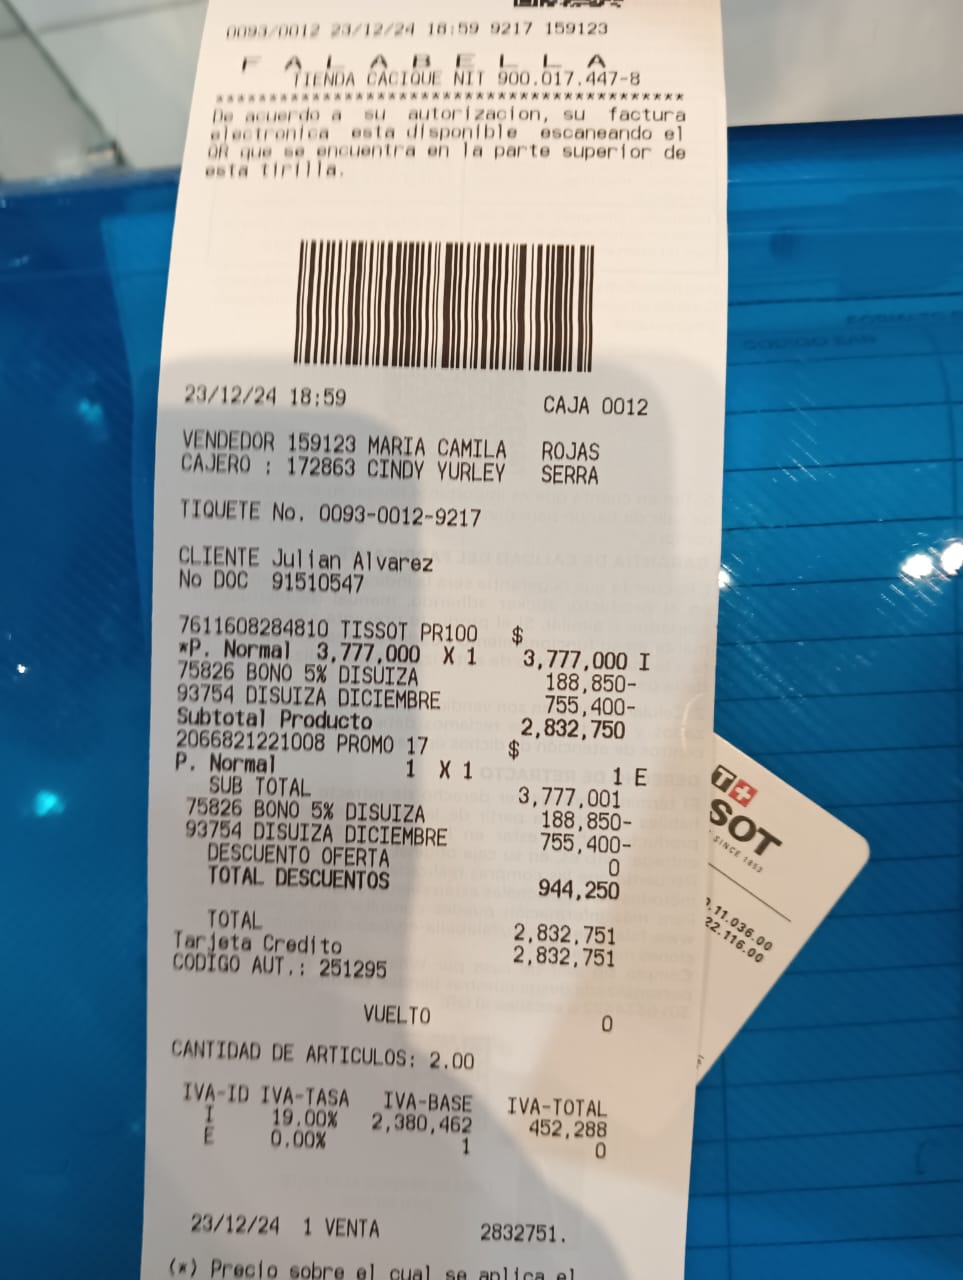 0093/0012 23/12/24 18:59 9217 159123
F A L A B E L L A
TIENDA CACIQUE NIT 900.017.447-8
******************************************
De acuerdo a su autorizacion, su factura
electronica esta disponible escaneando el
QR que se encuentra en la parte superior de
esta tirilla.
23/12/24 18:59 CAJA 0012
VENDEDOR 159123 MARIA CAMILA ROJAS
CAJERO : 172863 CINDY YURLEY SERRA
TIQUETE No. 0093-0012-9217
CLIENTE Julian Alvarez
No DOC 91510547
7611608284810 TISSOT PR100 $
*P. Normal 3,777,000 X 1 3,777,000 I
75826 BONO 5% DISUIZA 188,850-
93754 DISUIZA DICIEMBRE 755,400-
Subtotal Producto 2,832,750
2066821221008 PROMO 17 $
P. Normal 1 X 1 1 E
SUB TOTAL 3,777,001
75826 BONO 5% DISUIZA 188,850-
93754 DISUIZA DICIEMBRE 755,400-
DESCUENTO OFERTA 0
TOTAL DESCUENTOS 944,250
TOTAL 2,832,751
Tarjeta Credito 2,832,751
CODIGO AUT.: 251295
VUELTO 0
CANTIDAD DE ARTICULOS: 2.00
IVA-ID IVA-TASA IVA-BASE IVA-TOTAL
I 19.00% 2,380,462 452,288
E 0.00% 1 0
23/12/24 1 VENTA 2832751.
(*) Precio sobre el cual se aplica el
T+
SOT
SINCE 1853
.11.036.00
22.116.00